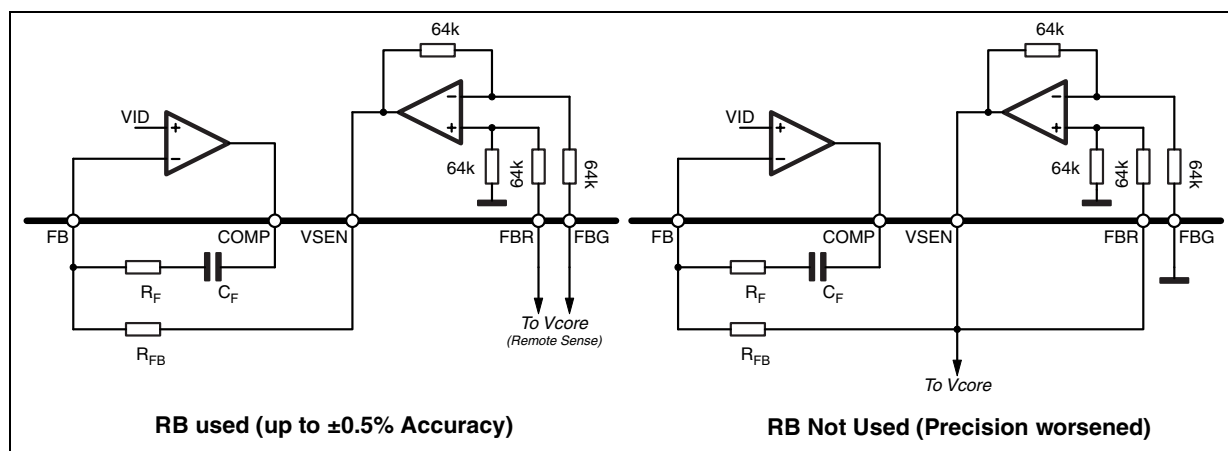 64k
VID
64k
64k
64k
FB
COMP
VSEN
FBR
FBG
RF
CF
RFB
To Vcore
(Remote Sense)
RB used (up to ±0.5% Accuracy)
64k
VID
64k
64k
64k
FB
COMP
VSEN
FBR
FBG
RF
CF
RFB
To Vcore
RB Not Used (Precision worsened)